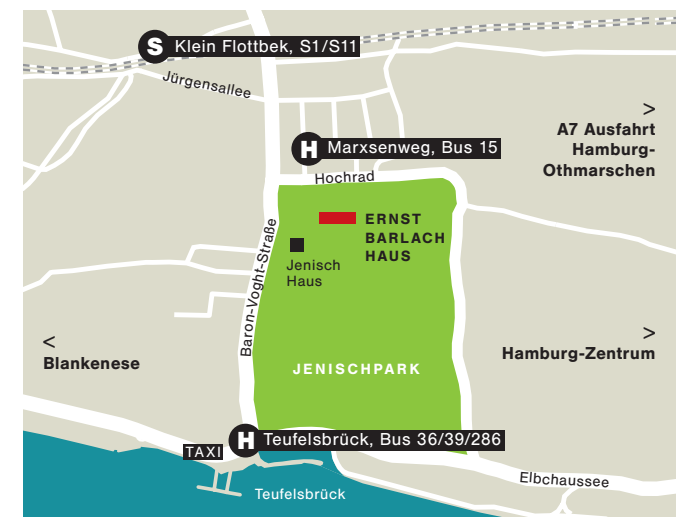 S Klein Flottbek, S1/S11
Jürgensallee
>
A7 Ausfahrt
Hamburg-
Othmarschen
H Marxsenweg, Bus 15
Hochrad
ERNST
BARLACH
HAUS
Jenisch
Haus
Baron-Voght-Straße
<
Blankenese
>
Hamburg-Zentrum
JENISCHPARK
H Teufelsbrück, Bus 36/39/286
TAXI
Elbchaussee
Teufelsbrück